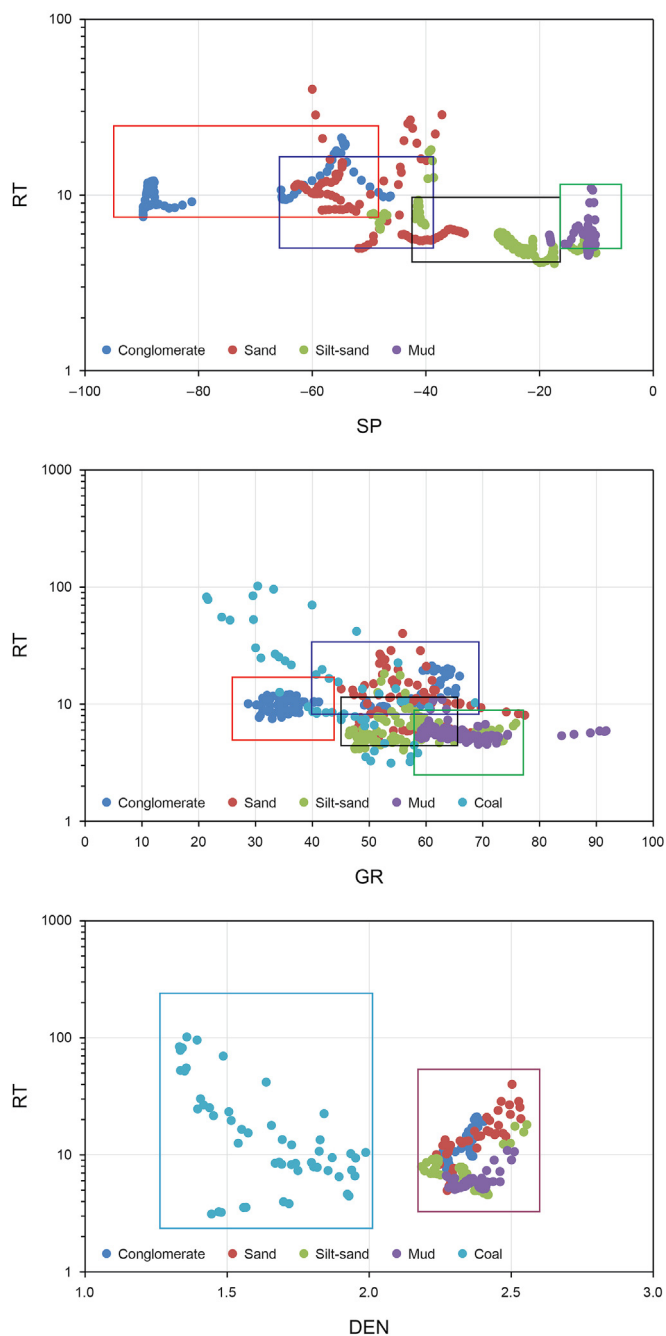 100
10
1
RT
Conglomerate Sand Silt-sand Mud
–100 –80 –60 –40 –20 0
SP
1000
100
10
1
RT
Conglomerate Sand Silt-sand Mud Coal
0 10 20 30 40 50 60 70 80 90 100
GR
1000
100
10
1
RT
Conglomerate Sand Silt-sand Mud Coal
1.0 1.5 2.0 2.5 3.0
DEN